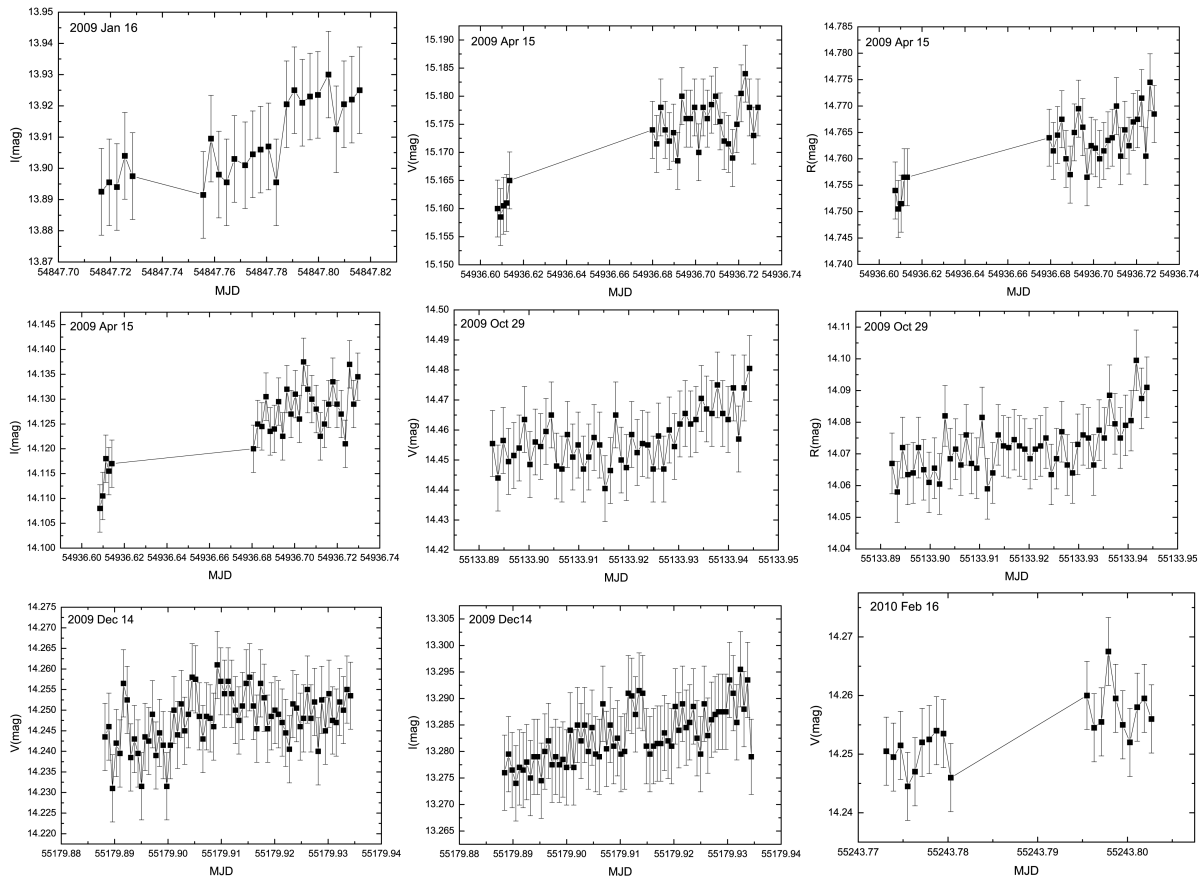 2009 Jan 16
I(mag)
13.95
13.94
13.93
13.92
13.91
13.90
13.89
13.88
13.87
54847.70 54847.72 54847.74 54847.76 54847.78 54847.80 54847.82
MJD
2009 Apr 15
V(mag)
15.190
15.185
15.180
15.175
15.170
15.165
15.160
15.155
15.150
54936.60 54936.62 54936.64 54936.66 54936.68 54936.70 54936.72 54936.74
MJD
2009 Apr 15
R(mag)
14.785
14.780
14.775
14.770
14.765
14.760
14.755
14.750
14.745
14.740
54936.60 54936.62 54936.64 54936.66 54936.68 54936.70 54936.72 54936.74
MJD
2009 Apr 15
I(mag)
14.145
14.140
14.135
14.130
14.125
14.120
14.115
14.110
14.105
14.100
54936.60 54936.62 54936.64 54936.66 54936.68 54936.70 54936.72 54936.74
MJD
2009 Oct 29
V(mag)
14.50
14.49
14.48
14.47
14.46
14.45
14.44
14.43
14.42
55133.89 55133.90 55133.91 55133.92 55133.93 55133.94 55133.95
MJD
2009 Oct 29
R(mag)
14.11
14.10
14.09
14.08
14.07
14.06
14.05
14.04
55133.89 55133.90 55133.91 55133.92 55133.93 55133.94 55133.95
MJD
2009 Dec 14
V(mag)
14.275
14.270
14.265
14.260
14.255
14.250
14.245
14.240
14.235
14.230
14.225
14.220
55179.88 55179.89 55179.90 55179.91 55179.92 55179.93 55179.94
MJD
2009 Dec14
I(mag)
13.305
13.300
13.295
13.290
13.285
13.280
13.275
13.270
13.265
55179.88 55179.89 55179.90 55179.91 55179.92 55179.93 55179.94
MJD
2010 Feb 16
V(mag)
14.27
14.26
14.25
14.24
55243.77 55243.78 55243.79 55243.80
MJD